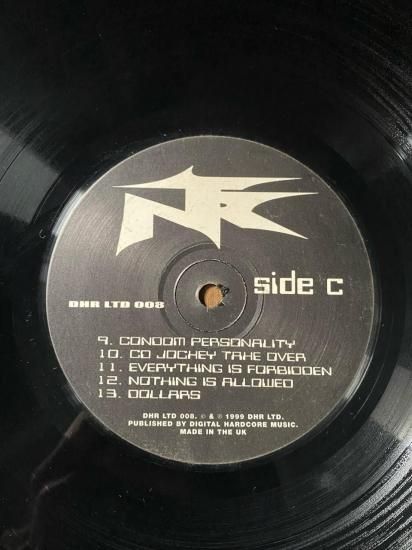 side c
DHR LTD 008
9. CONDOM PERSONALITY
10. CD JOCKEY TAKE OVER
11. EVERYTHING IS FORBIDDEN
12. NOTHING IS ALLOWED
13. DOLLARS
DHR LTD 008. © & ℗ 1999 DHR LTD.
PUBLISHED BY DIGITAL HARDCORE MUSIC.
MADE IN THE UK